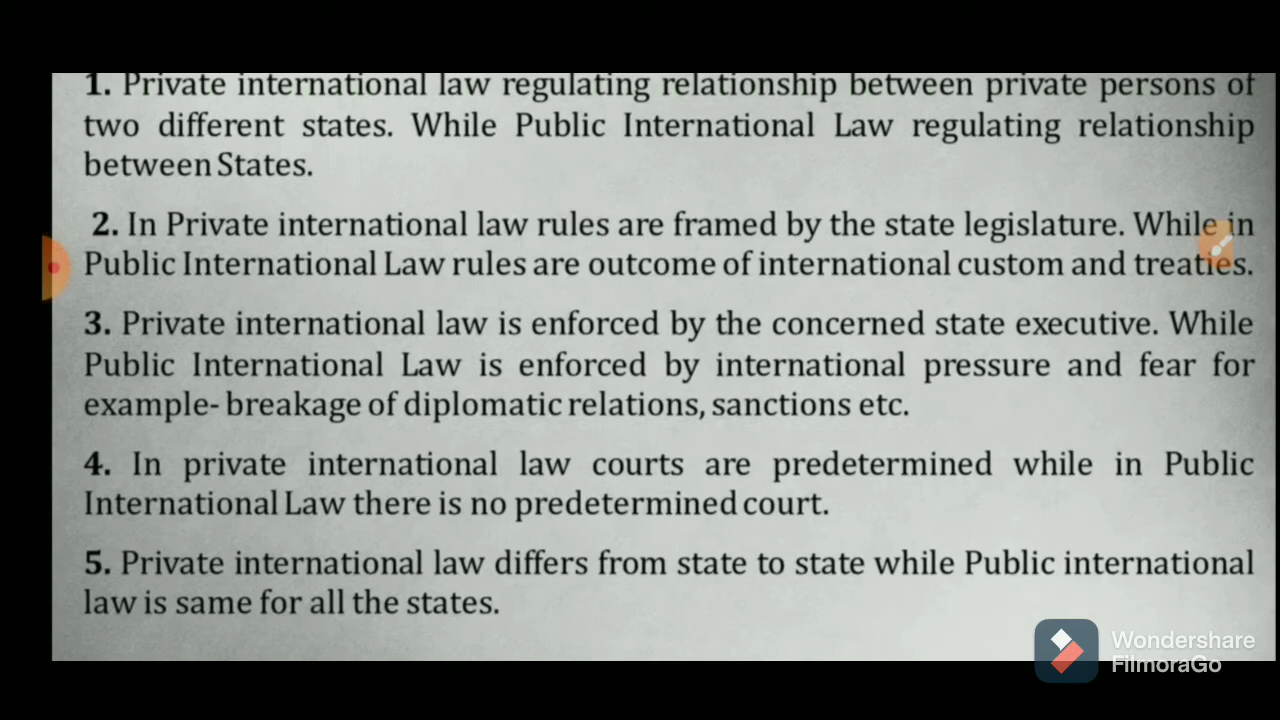 1. Private international law regulating relationship between private persons of
two different states. While Public International Law regulating relationship
between States.
2. In Private international law rules are framed by the state legislature. While in
Public International Law rules are outcome of international custom and treaties.
3. Private international law is enforced by the concerned state executive. While
Public International Law is enforced by international pressure and fear for
example- breakage of diplomatic relations, sanctions etc.
4. In private international law courts are predetermined while in Public
International Law there is no predetermined court.
5. Private international law differs from state to state while Public international
law is same for all the states.
Wondershare
FilmoraGo